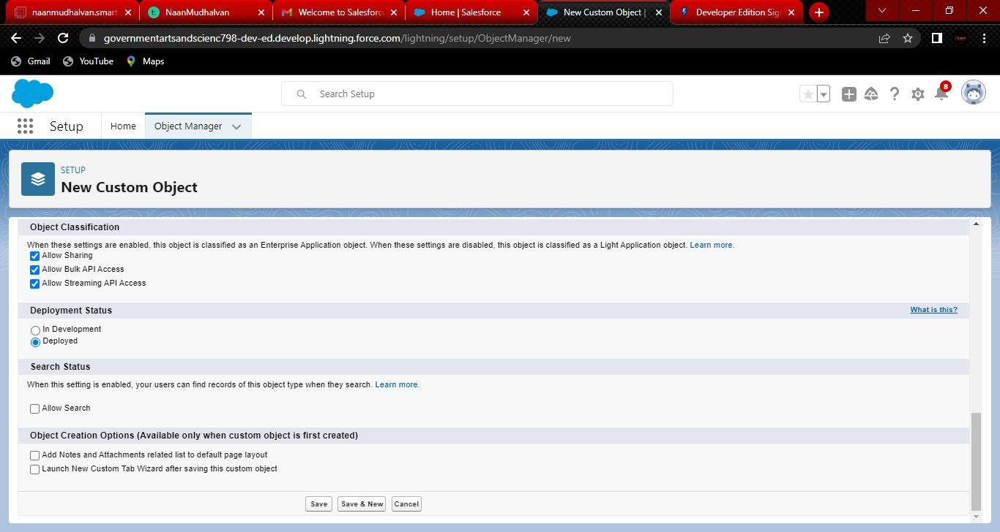 naanmudhalvan.smart
NaanMudhalvan
Welcome to Salesforc
Home | Salesforce
New Custom Object |
Developer Edition Sig
governmentartsandscienc798-dev-ed.develop.lightning.force.com/lightning/setup/ObjectManager/new
Gmail
YouTube
Maps
Search Setup
8
Setup
Home
Object Manager
SETUP
New Custom Object
Object Classification
When these settings are enabled, this object is classified as an Enterprise Application object. When these settings are disabled, this object is classified as a Light Application object. Learn more.
Allow Sharing
Allow Bulk API Access
Allow Streaming API Access
Deployment Status
What is this?
In Development
Deployed
Search Status
When this setting is enabled, your users can find records of this object type when they search. Learn more.
Allow Search
Object Creation Options (Available only when custom object is first created)
Add Notes and Attachments related list to default page layout
Launch New Custom Tab Wizard after saving this custom object
Save
Save & New
Cancel